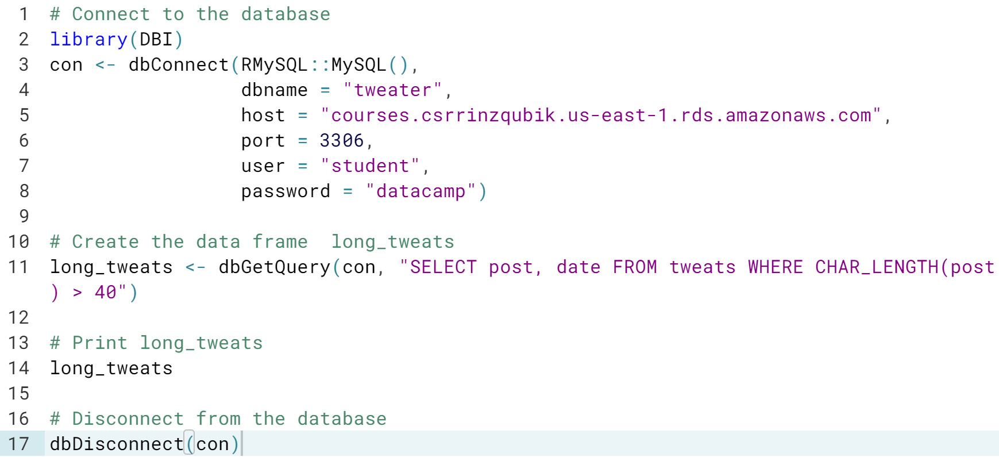 1 # Connect to the database
2 library(DBI)
3 con <- dbConnect(RMySQL::MySQL(),
4                  dbname = "tweater",
5                  host = "courses.csrrinzqubik.us-east-1.rds.amazonaws.com",
6                  port = 3306,
7                  user = "student",
8                  password = "datacamp")
9
10 # Create the data frame  long_tweats
11 long_tweats <- dbGetQuery(con, "SELECT post, date FROM tweats WHERE CHAR_LENGTH(post
) > 40")
12
13 # Print long_tweats
14 long_tweats
15
16 # Disconnect from the database
17 dbDisconnect(con)